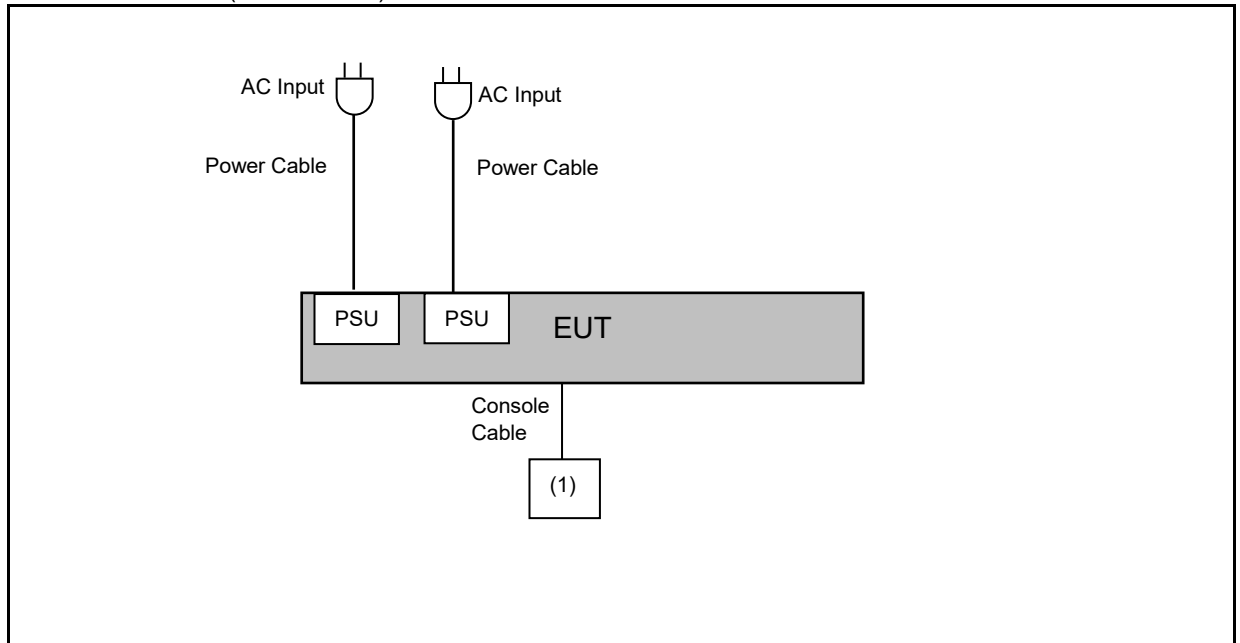 AC Input
AC Input
Power Cable
Power Cable
PSU
PSU
EUT
Console
Cable
(1)